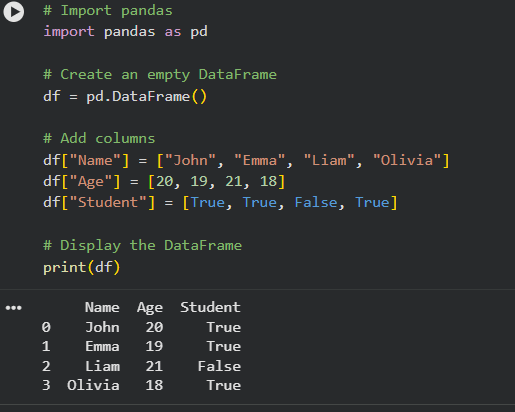 # Import pandas
import pandas as pd
# Create an empty DataFrame
df = pd.DataFrame()
# Add columns
df["Name"] = ["John", "Emma", "Liam", "Olivia"]
df["Age"] = [20, 19, 21, 18]
df["Student"] = [True, True, False, True]
# Display the DataFrame
print(df)
Name Age Student
0 John 20 True
1 Emma 19 True
2 Liam 21 False
3 Olivia 18 True